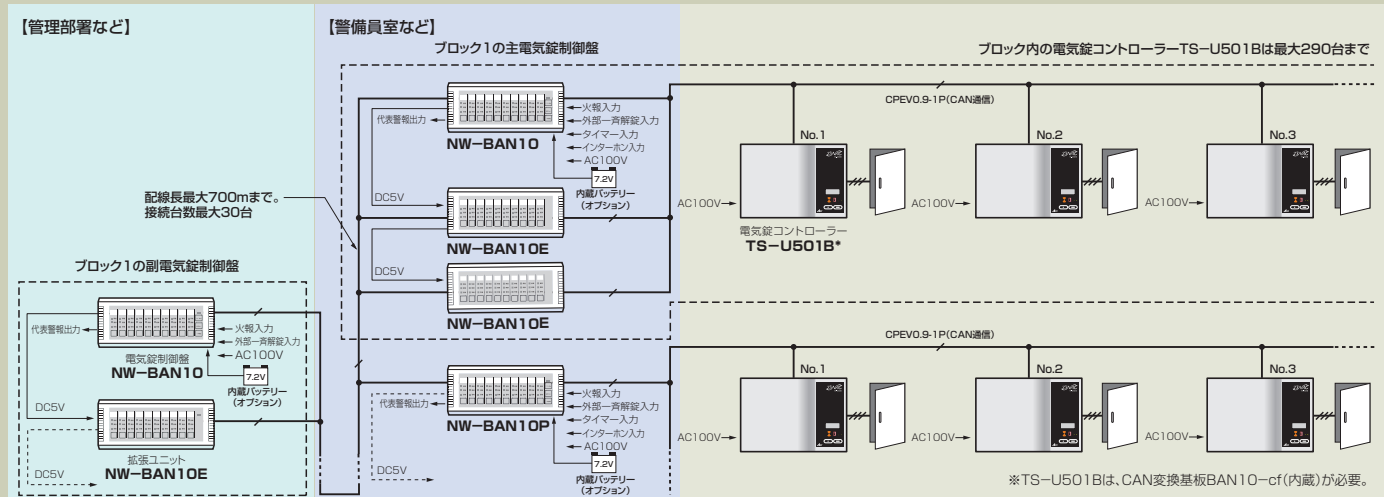 【管理部署など】
ブロック1の副電気錠制御盤
代表警報出力
火報入力
外部一斉解錠入力
AC100V
電気錠制御盤
NW−BAN10
7.2V
内蔵バッテリー
(オプション)
DC5V
拡張ユニット
NW−BAN10E
DC5V
配線長最大700mまで。
接続台数最大30台
【警備員室など】
ブロック1の主電気錠制御盤
代表警報出力
火報入力
外部一斉解錠入力
タイマー入力
インターホン入力
AC100V
NW−BAN10
7.2V
内蔵バッテリー
(オプション)
DC5V
NW−BAN10E
DC5V
NW−BAN10E
代表警報出力
火報入力
外部一斉解錠入力
タイマー入力
インターホン入力
AC100V
NW−BAN10P
7.2V
内蔵バッテリー
(オプション)
DC5V
ブロック内の電気錠コントローラーTS−U501Bは最大290台まで
CPEV0.9-1P(CAN通信)
No.1
No.2
No.3
AC100V
AC100V
AC100V
電気錠コントローラー
TS−U501B*
CPEV0.9-1P(CAN通信)
No.1
No.2
No.3
AC100V
AC100V
AC100V
※TS−U501Bは、CAN変換基板BAN10−cf(内蔵)が必要。